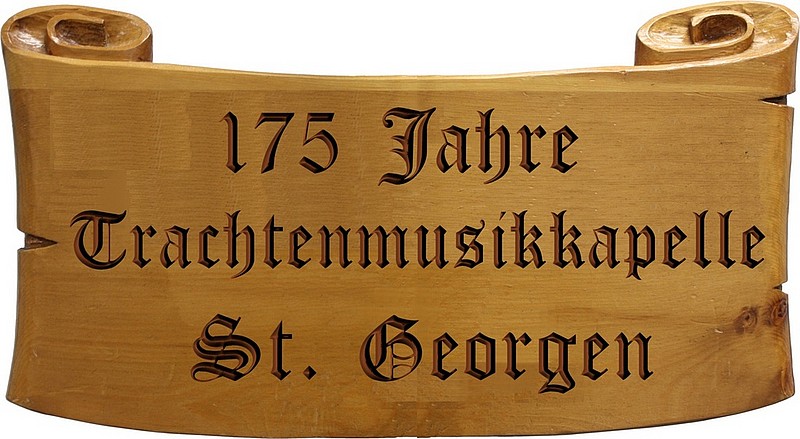 175 Jahre
Trachtenmusikkapelle
St. Georgen